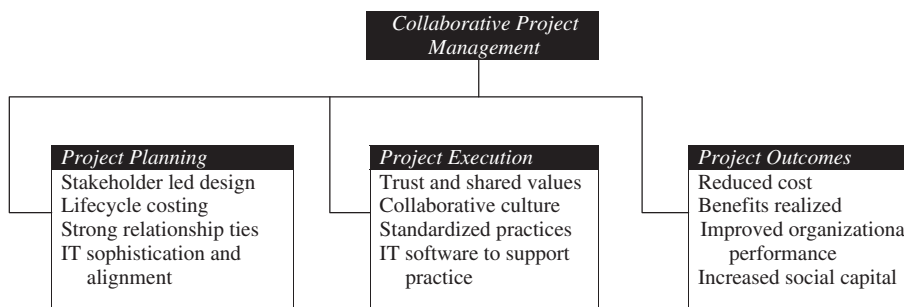 Collaborative Project
Management
Project Planning
Stakeholder led design
Lifecycle costing
Strong relationship ties
IT sophistication and
alignment
Project Execution
Trust and shared values
Collaborative culture
Standardized practices
IT software to support
practice
Project Outcomes
Reduced cost
Benefits realized
Improved organizationa
performance
Increased social capital